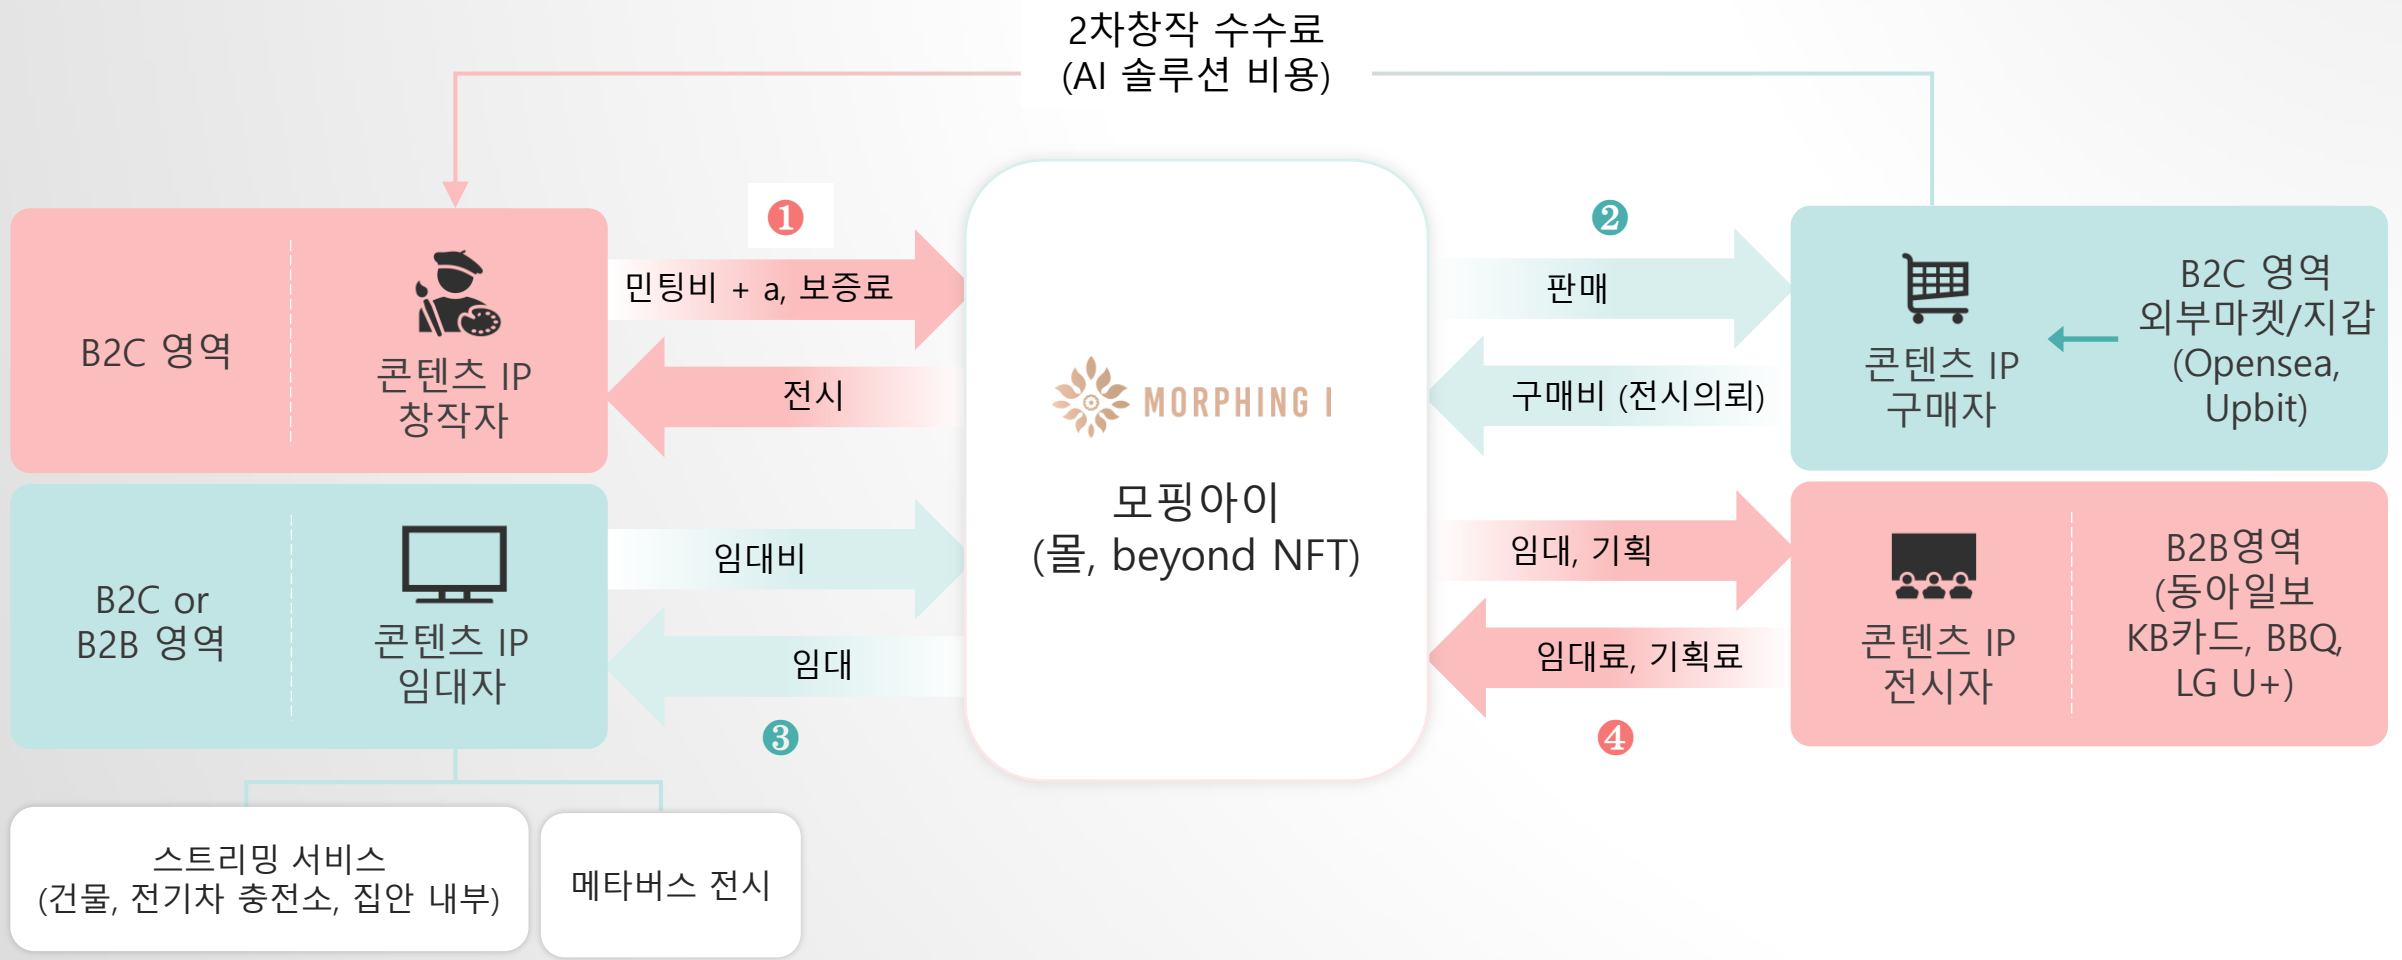 2차창작 수수료
(AI 솔루션 비용)
1
2
B2C 영역
콘텐츠 IP
창작자
민팅비 + a, 보증료
전시
판매
구매비 (전시의뢰)
콘텐츠 IP
구매자
B2C 영역
외부마켓/지갑
(Opensea,
Upbit)
MORPHING I
모핑아이
(몰, beyond NFT)
B2C or
B2B 영역
콘텐츠 IP
임대자
임대비
임대
3
임대, 기획
임대료, 기획료
4
콘텐츠 IP
전시자
B2B영역
(동아일보
KB카드, BBQ,
LG U+)
스트리밍 서비스
(건물, 전기차 충전소, 집안 내부)
메타버스 전시